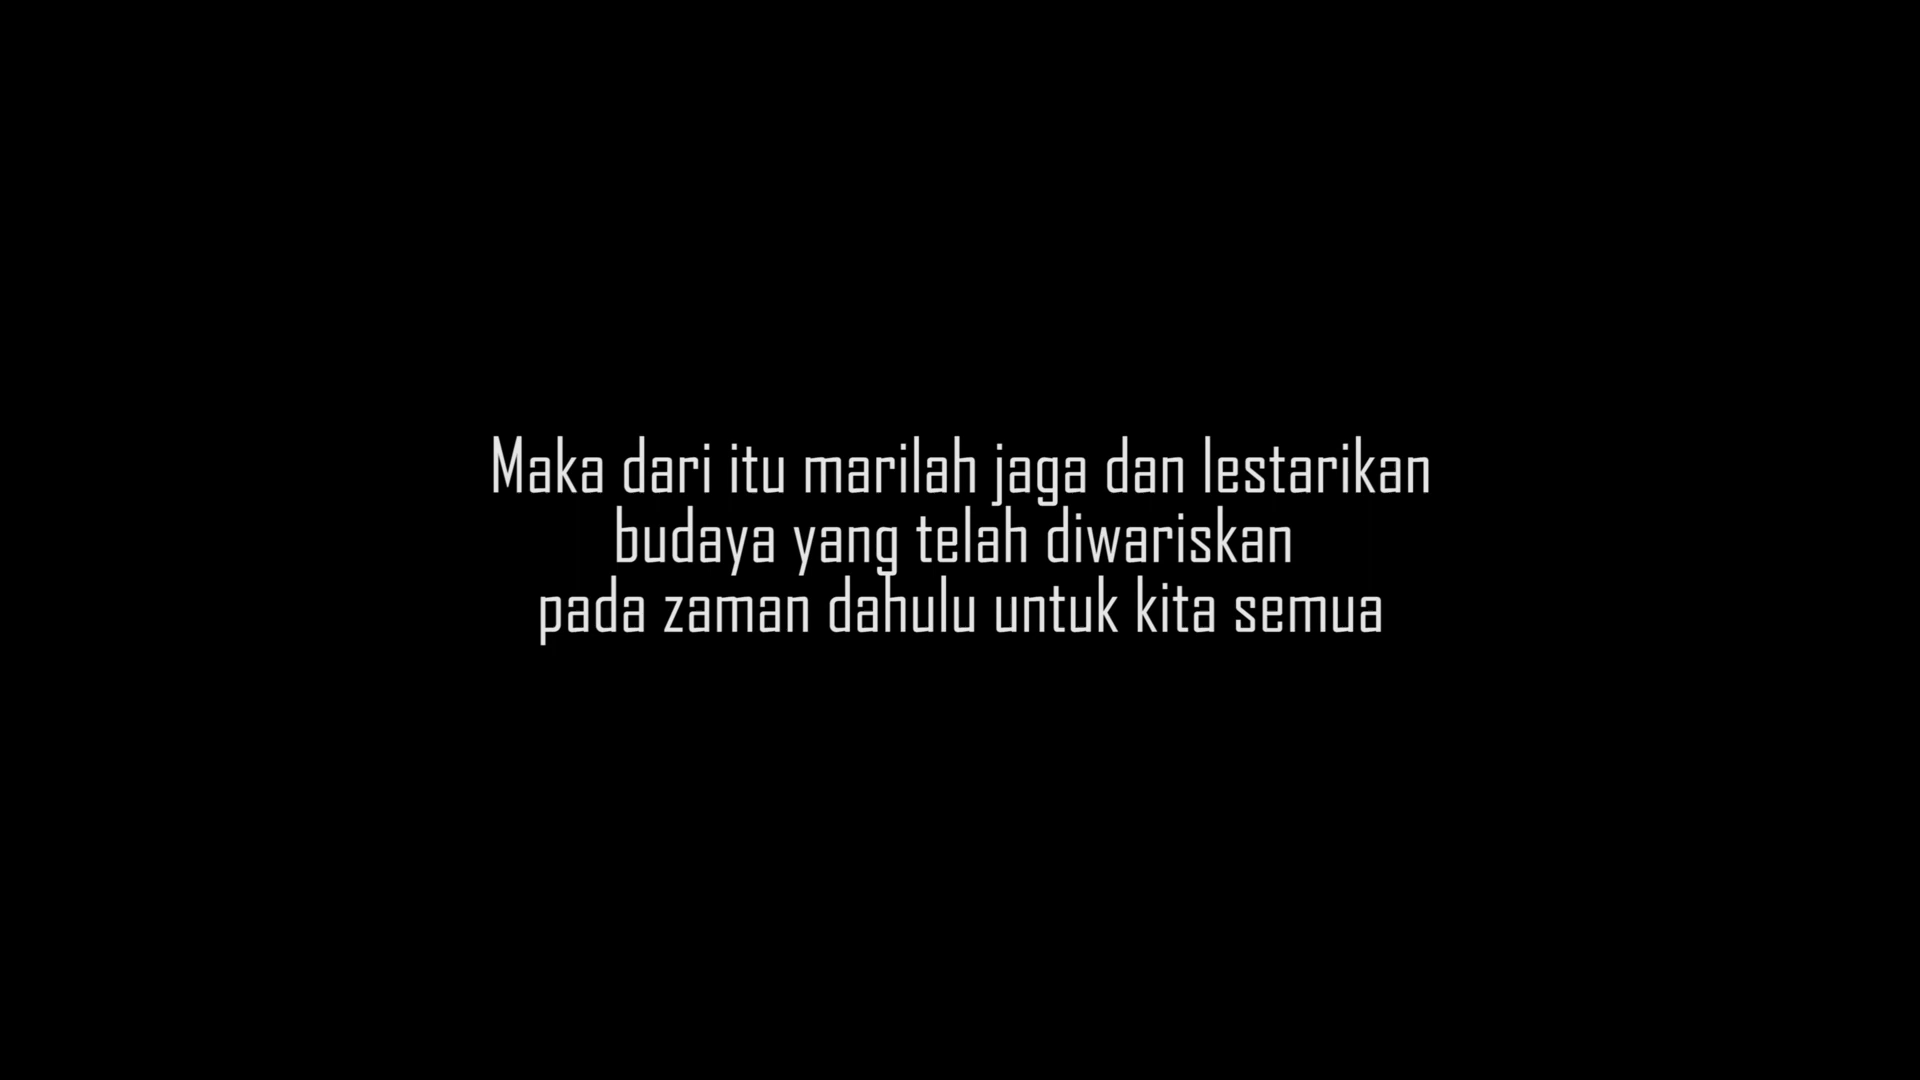 Maka dari itu marilah jaga dan lestarikan
budaya yang telah diwariskan
pada zaman dahulu untuk kita semua